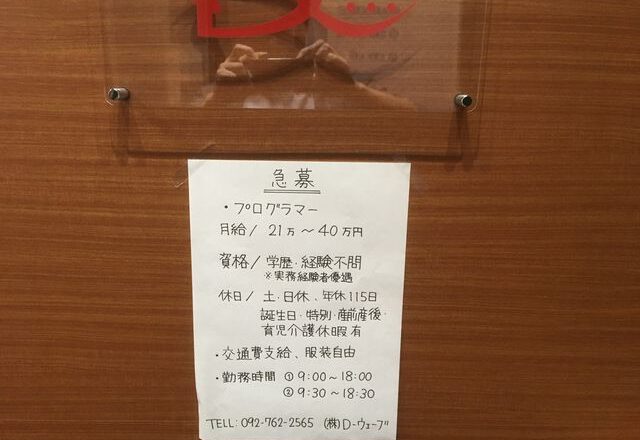 急募
・プログラマー
月給/ 21万～40万円
資格/ 学歴・経験不問
※実務経験者優遇
休日/ 土・日休、年休115日
誕生日・特別・産前産後・
育児介護休暇有
・交通費支給、服装自由
・勤務時間 ① 9:00～18:00
② 9:30～18:30
TELL: 092-762-2565 (株)D-ウェーブ